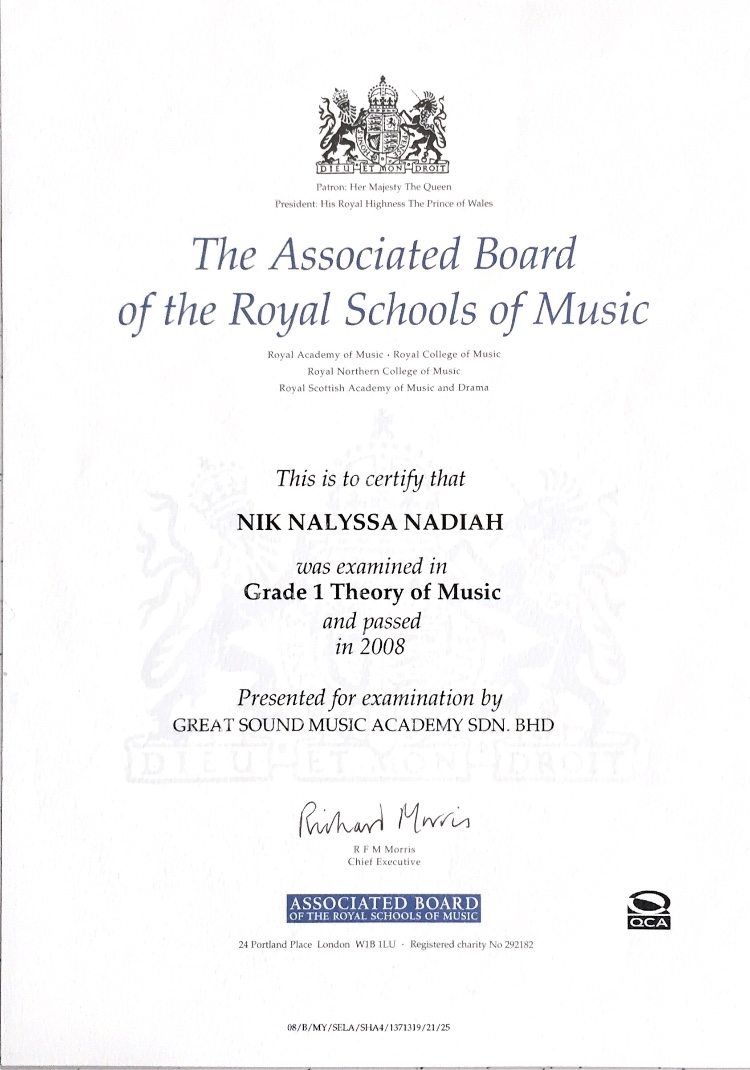 DIEU ET MON DROIT
Patron: Her Majesty The Queen
President: His Royal Highness The Prince of Wales
The Associated Board
of the Royal Schools of Music
Royal Academy of Music · Royal College of Music
Royal Northern College of Music
Royal Scottish Academy of Music and Drama
This is to certify that
NIK NALYSSA NADIAH
was examined in
Grade 1 Theory of Music
and passed
in 2008
Presented for examination by
GREAT SOUND MUSIC ACADEMY SDN. BHD
DIEU ET MON DROIT
Richard Morris
R F M Morris
Chief Executive
ASSOCIATED BOARD
OF THE ROYAL SCHOOLS OF MUSIC
QCA
24 Portland Place London W1B 1LU · Registered charity No 292182
08/B/MY/SELA/SHA4/1371319/21/25